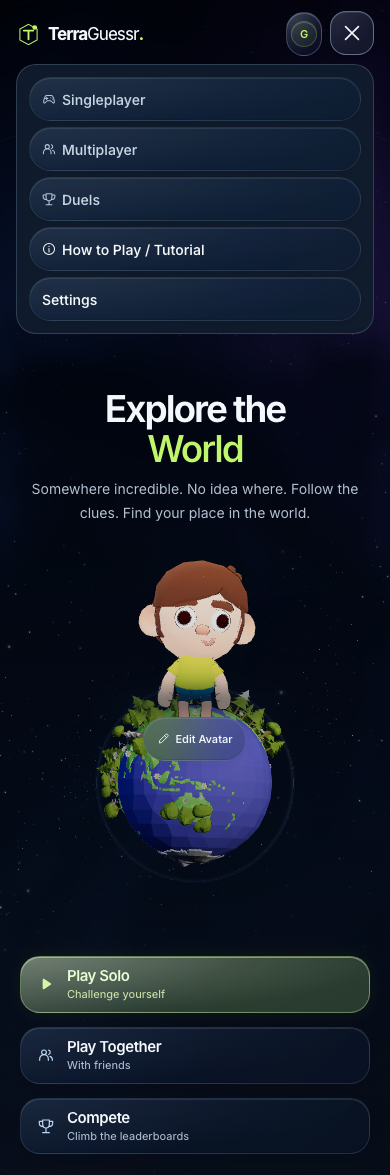 TerraGuessr.
G
Singleplayer
Multiplayer
Duels
How to Play / Tutorial
Settings
Explore the
World
Somewhere incredible. No idea where. Follow the
clues. Find your place in the world.
Edit Avatar
Play Solo
Challenge yourself
Play Together
With friends
Compete
Climb the leaderboards